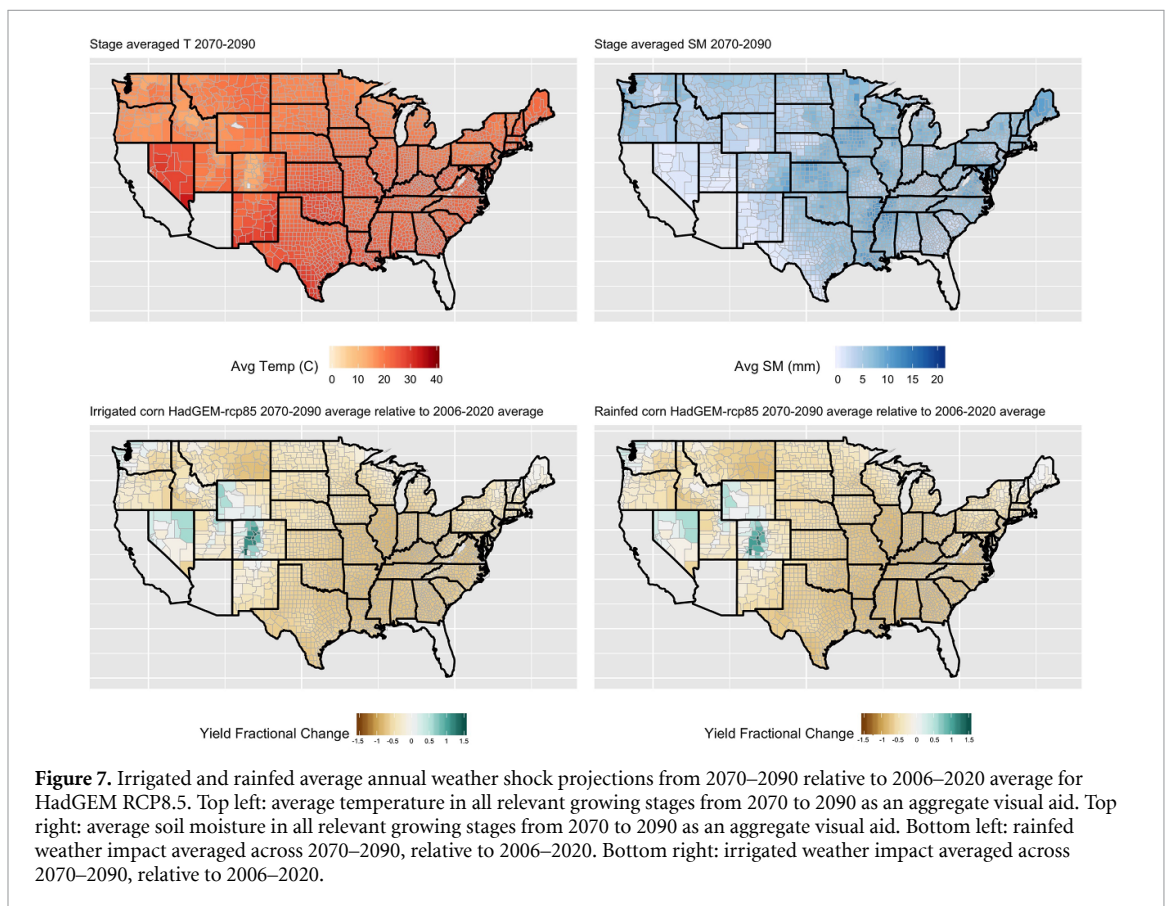 Stage averaged T 2070-2090
Stage averaged SM 2070-2090
Avg Temp (C)
0 10 20 30 40
Avg SM (mm)
0 5 10 15 20
Irrigated corn HadGEM-rcp85 2070-2090 average relative to 2006-2020 average
Rainfed corn HadGEM-rcp85 2070-2090 average relative to 2006-2020 average
Yield Fractional Change
-1.5 -1 -0.5 0 0.5 1 1.5
Yield Fractional Change
-1.5 -1 -0.5 0 0.5 1 1.5
Figure 7. Irrigated and rainfed average annual weather shock projections from 2070–2090 relative to 2006–2020 average for
HadGEM RCP8.5. Top left: average temperature in all relevant growing stages from 2070 to 2090 as an aggregate visual aid. Top
right: average soil moisture in all relevant growing stages from 2070 to 2090 as an aggregate visual aid. Bottom left: rainfed
weather impact averaged across 2070–2090, relative to 2006–2020. Bottom right: irrigated weather impact averaged across
2070–2090, relative to 2006–2020.